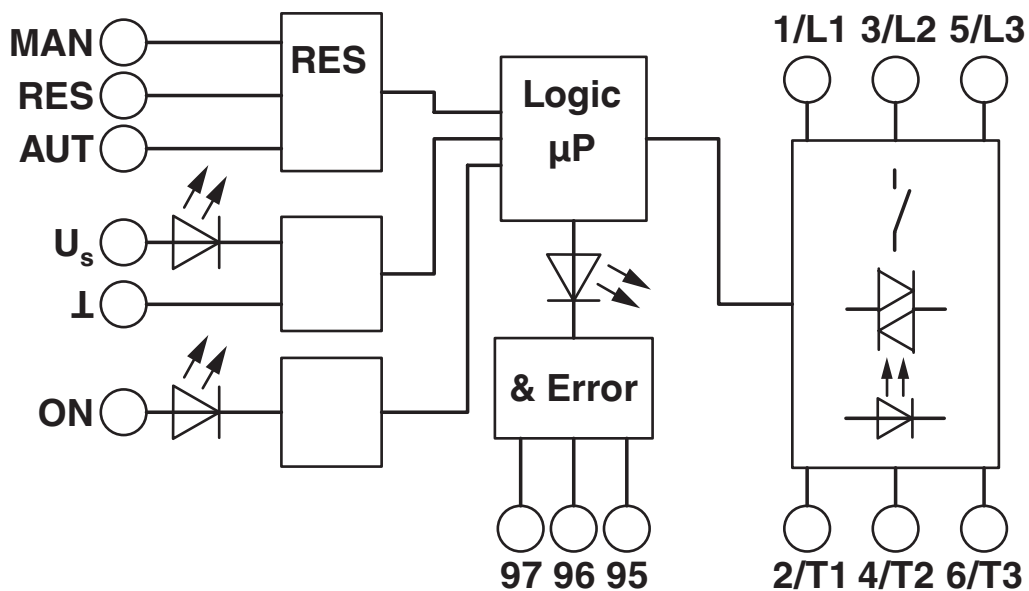 MAN
RES
AUT
RES
Logic
µP
1/L1 3/L2 5/L3
Us
⊥
ON
& Error
97 96 95
2/T1 4/T2 6/T3